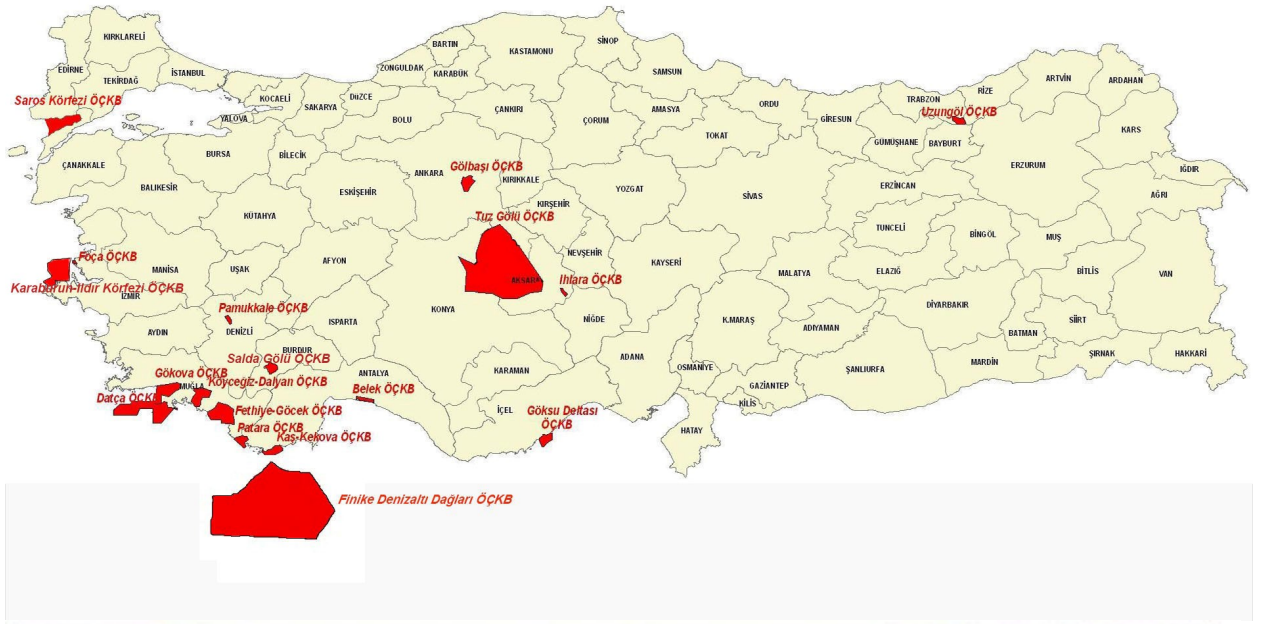 KIRKLARELİ
EDİRNE
TEKİRDAĞ
İSTANBUL
Saros Körfezi ÖÇKB
KOCAELİ
YALOVA
SAKARYA
DüZCE
ZONGULDAK
BARTIN
KARABÜK
KASTAMONU
SİNOP
SAMSUN
BOLU
ÇANKIRI
ÇORUM
AMASYA
ORDU
TOKAT
GİRESUN
TRABZON
RİZE
ARTVİN
ARDAHAN
Uzungöl ÖÇKB
GÜMÜŞHANE
BAYBURT
KARS
ERZURUM
IĞDIR
AĞRI
ÇANAKKALE
BURSA
BİLECİK
BALIKESİR
ESKİŞEHİR
ANKARA
Gölbaşı ÖÇKB
KIRIKKALE
YOZGAT
SİVAS
ERZİNCAN
KÜTAHYA
KIRŞEHİR
Tuz Gölü ÖÇKB
TUNCELİ
BİNGÖL
MUŞ
Foça ÖÇKB
MANİSA
UŞAK
AFYON
NEVŞEHİR
KAYSERİ
MALATYA
ELAZIĞ
BİTLİS
VAN
AKSARA
Ihlara ÖÇKB
Karaburun-Ildır Körfezi ÖÇKB
İZMİR
Pamukkale ÖÇKB
KONYA
NİĞDE
DİYARBAKIR
AYDIN
DENİZLİ
ISPARTA
K.MARAŞ
ADIYAMAN
BATMAN
SİİRT
Salda Gölü ÖÇKB
BURDUR
ANTALYA
KARAMAN
ADANA
OSMANİYE
GAZİANTEP
ŞANLIURFA
MARDİN
ŞIRNAK
HAKKARİ
Gökova ÖÇKB
MUĞLA
Köyceğiz-Dalyan ÖÇKB
Belek ÖÇKB
Datça ÖÇKB
KİLİS
Fethiye-Göcek ÖÇKB
İÇEL
Göksu Deltası
ÖÇKB
Patara ÖÇKB
HATAY
Kaş-Kekova ÖÇKB
Finike Denizaltı Dağları ÖÇKB